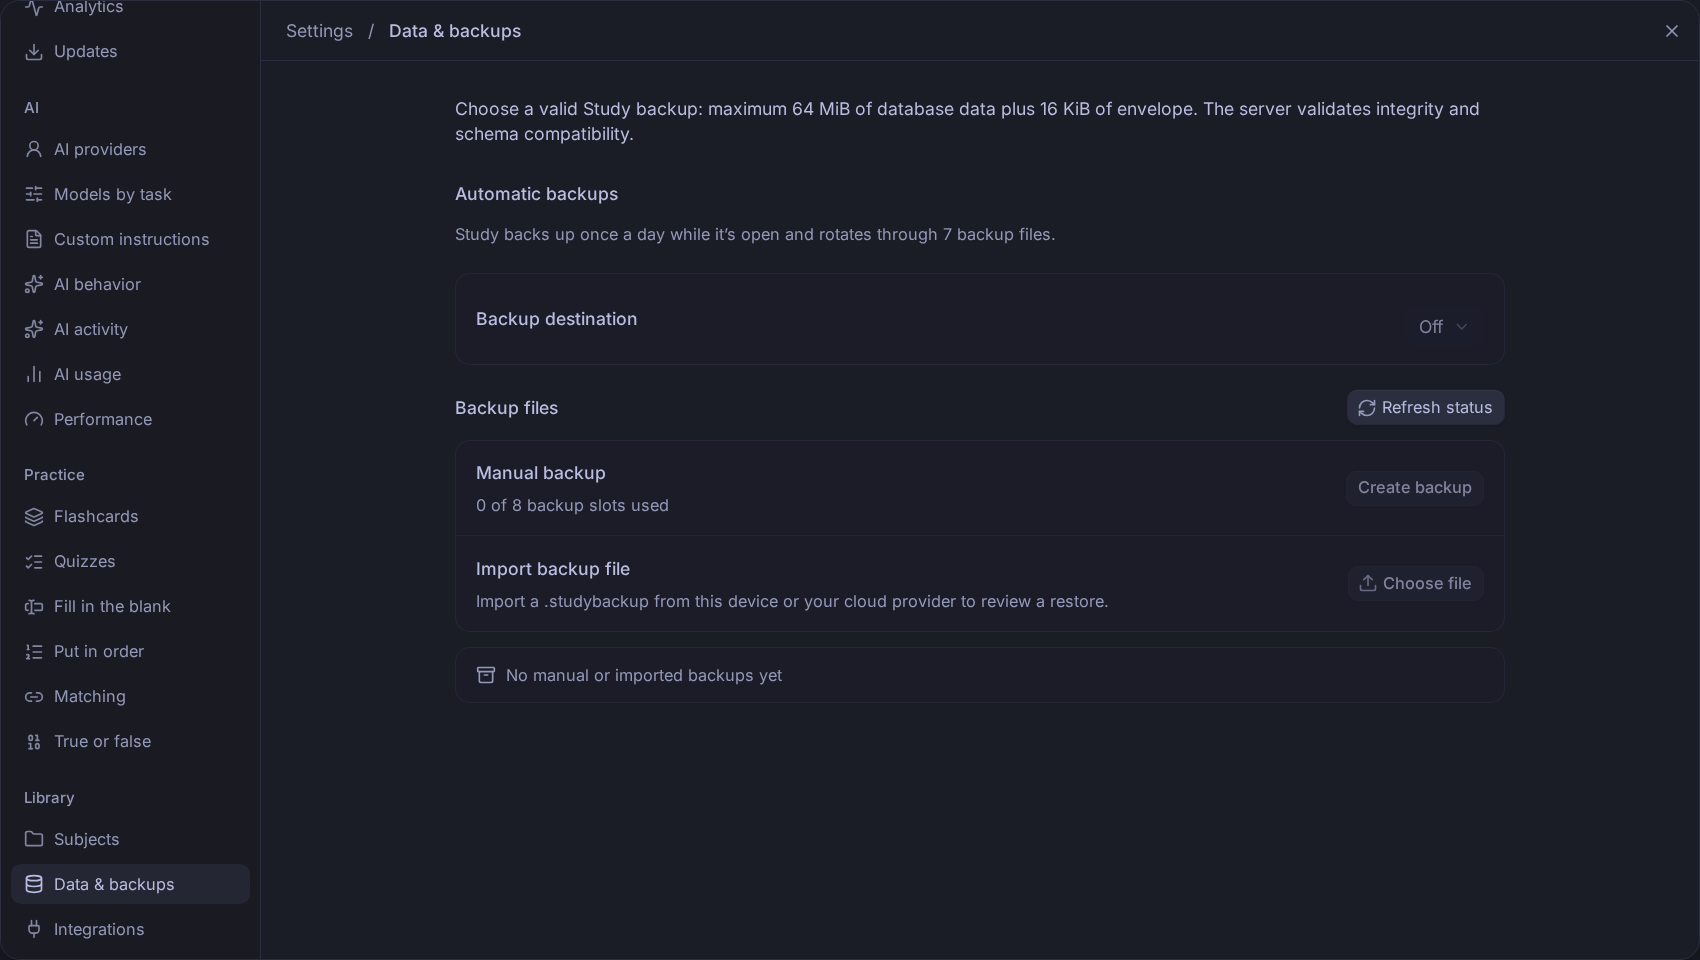 Analytics
Updates
AI
AI providers
Models by task
Custom instructions
AI behavior
AI activity
AI usage
Performance
Practice
Flashcards
Quizzes
Fill in the blank
Put in order
Matching
True or false
Library
Subjects
Data & backups
Integrations
Settings / Data & backups
Choose a valid Study backup: maximum 64 MiB of database data plus 16 KiB of envelope. The server validates integrity and
schema compatibility.
Automatic backups
Study backs up once a day while it’s open and rotates through 7 backup files.
Backup destination
Off
Backup files
Refresh status
Manual backup
0 of 8 backup slots used
Create backup
Import backup file
Import a .studybackup from this device or your cloud provider to review a restore.
Choose file
No manual or imported backups yet